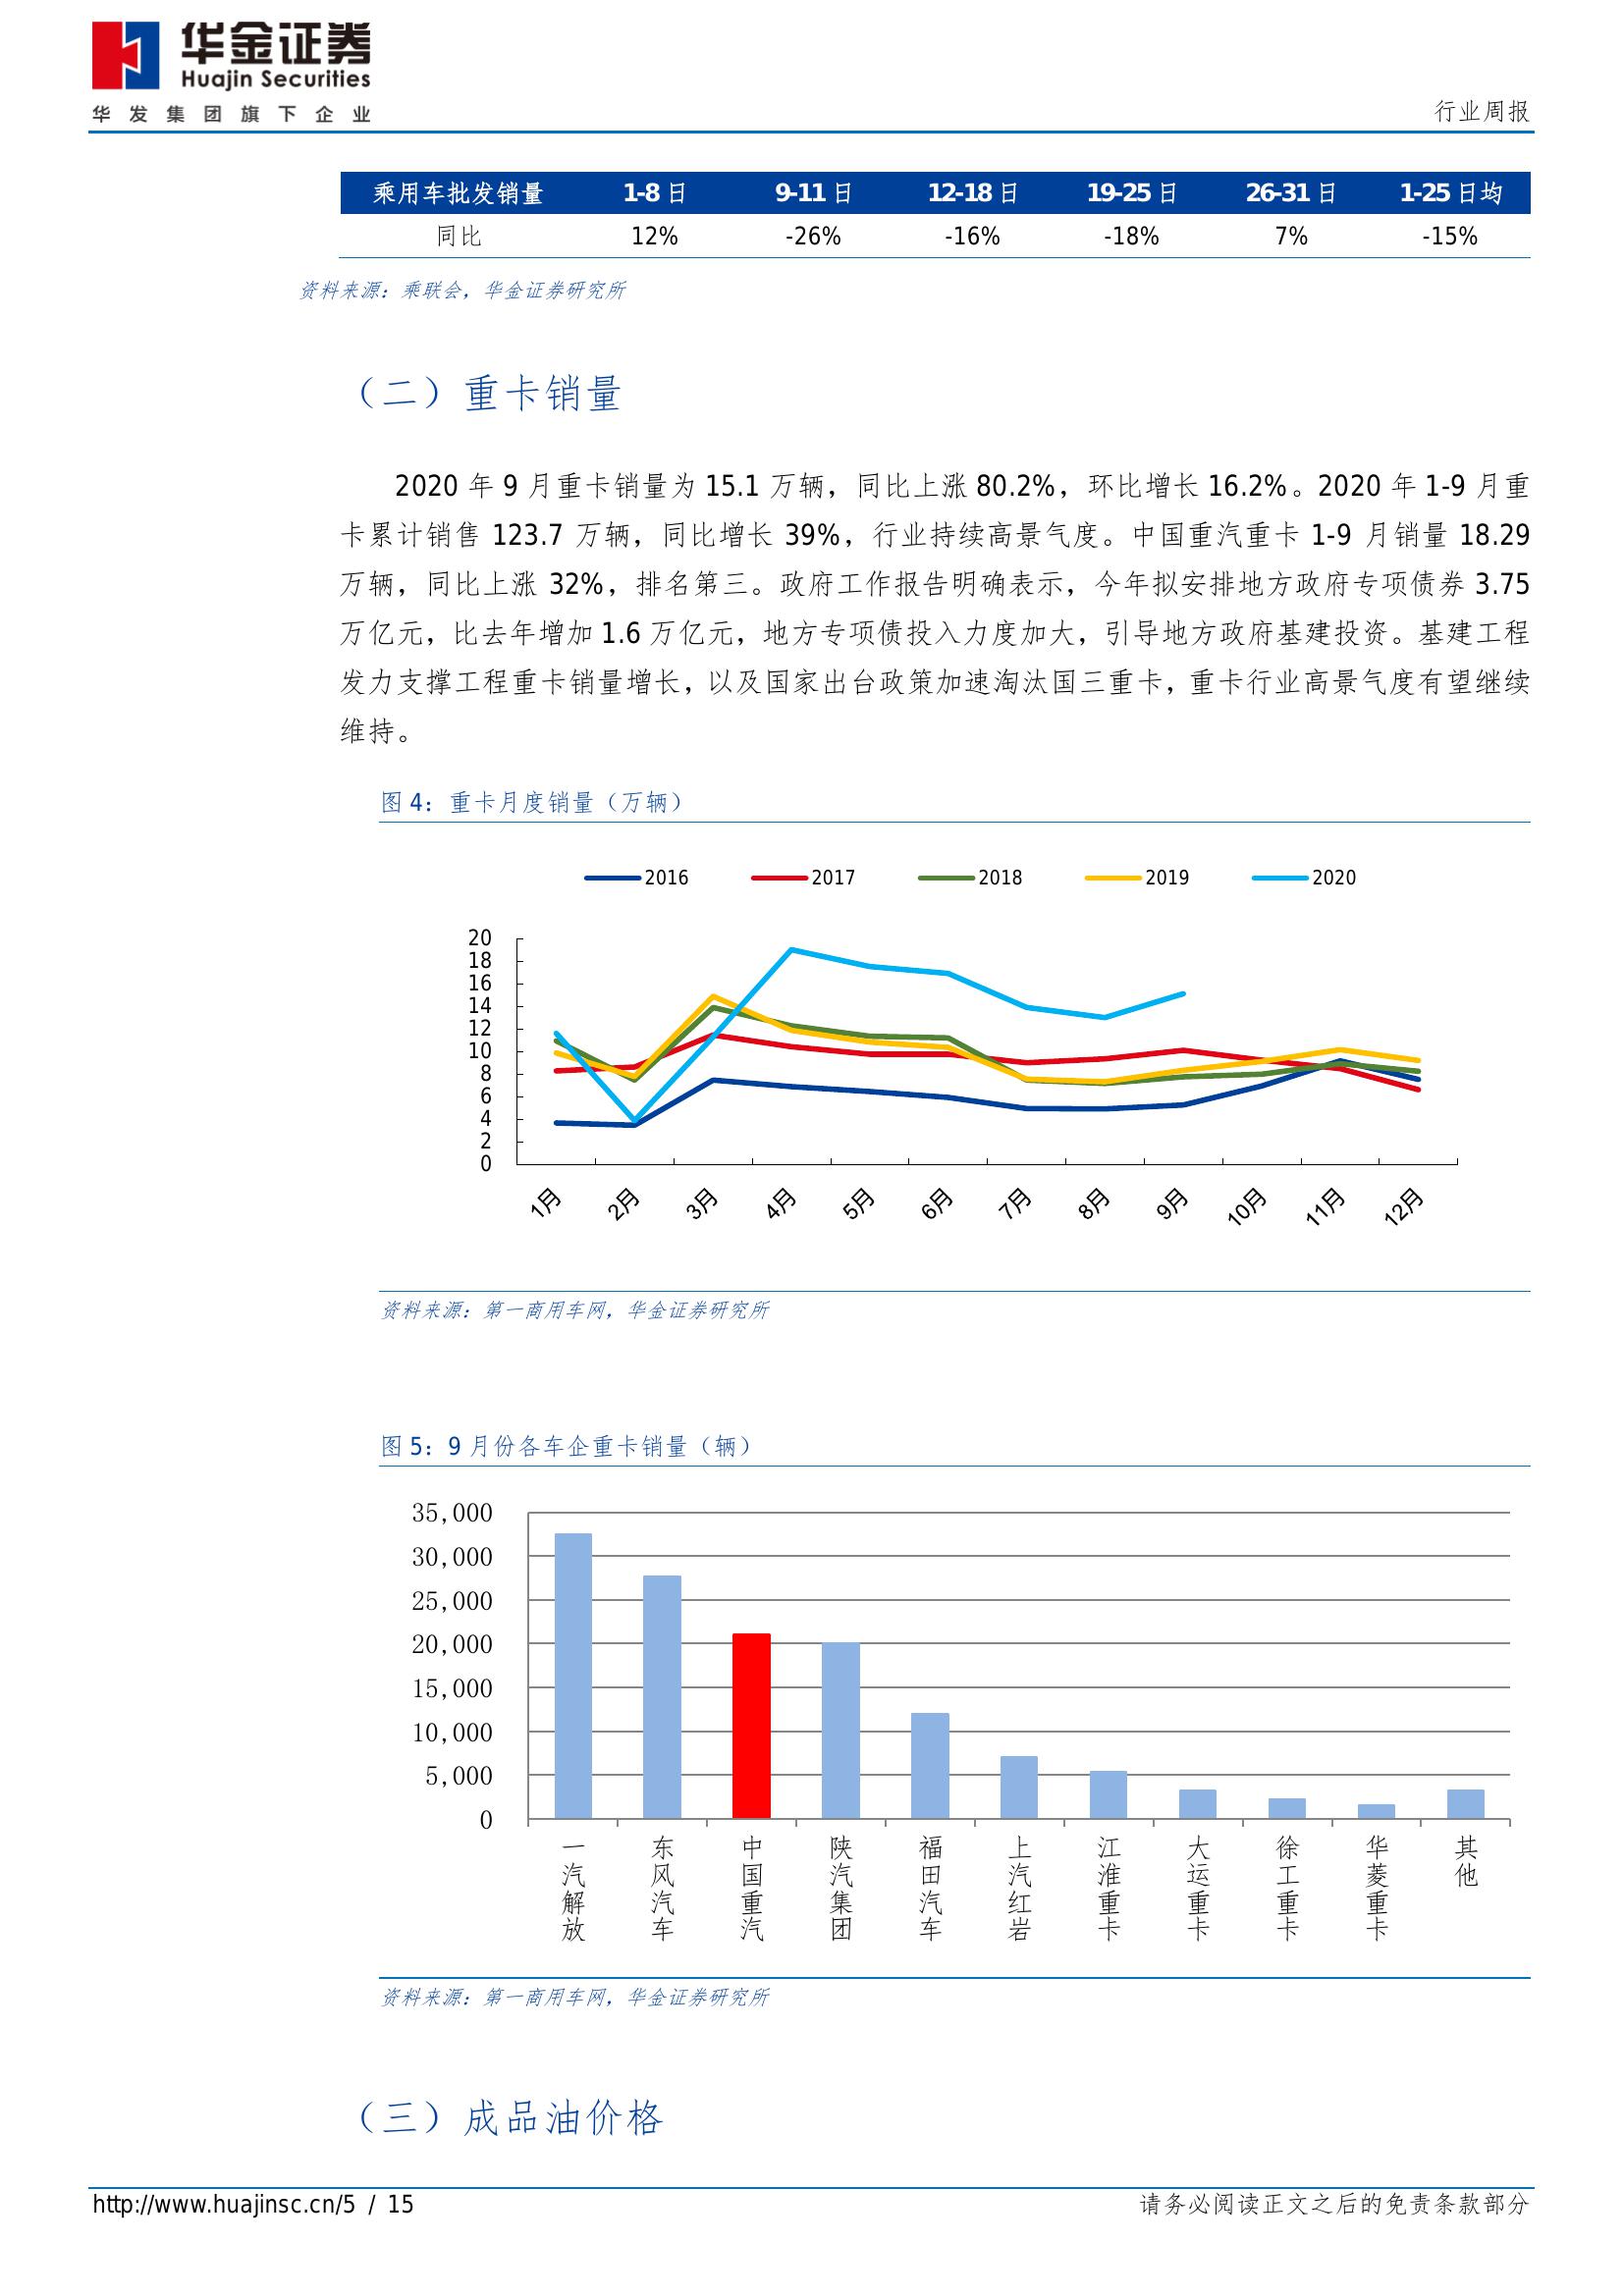 华金证券
Huajin Securities
华发集团旗下企业
行业周报
乘用车批发销量 1-8 日 9-11 日 12-18 日 19-25 日 26-31 日 1-25 日均
同比 12% -26% -16% -18% 7% -15%
资料来源：乘联会，华金证券研究所
（二）重卡销量
2020 年 9 月重卡销量为 15.1 万辆，同比上涨 80.2%，环比增长 16.2%。2020 年 1-9 月重
卡累计销售 123.7 万辆，同比增长 39%，行业持续高景气度。中国重汽重卡 1-9 月销量 18.29
万辆，同比上涨 32%，排名第三。政府工作报告明确表示，今年拟安排地方政府专项债券 3.75
万亿元，比去年增加 1.6 万亿元，地方专项债投入力度加大，引导地方政府基建投资。基建工程
发力支撑工程重卡销量增长，以及国家出台政策加速淘汰国三重卡，重卡行业高景气度有望继续
维持。
图 4：重卡月度销量（万辆）
2016 2017 2018 2019 2020
20
18
16
14
12
10
8
6
4
2
0
1月 2月 3月 4月 5月 6月 7月 8月 9月 10月 11月 12月
资料来源：第一商用车网，华金证券研究所
图 5：9 月份各车企重卡销量（辆）
35,000
30,000
25,000
20,000
15,000
10,000
5,000
0
一汽解放 东风汽车 中国重汽 陕汽集团 福田汽车 上汽红岩 江淮重卡 大运重卡 徐工重卡 华菱重卡 其他
资料来源：第一商用车网，华金证券研究所
（三）成品油价格
http://www.huajinsc.cn/5 / 15
请务必阅读正文之后的免责条款部分